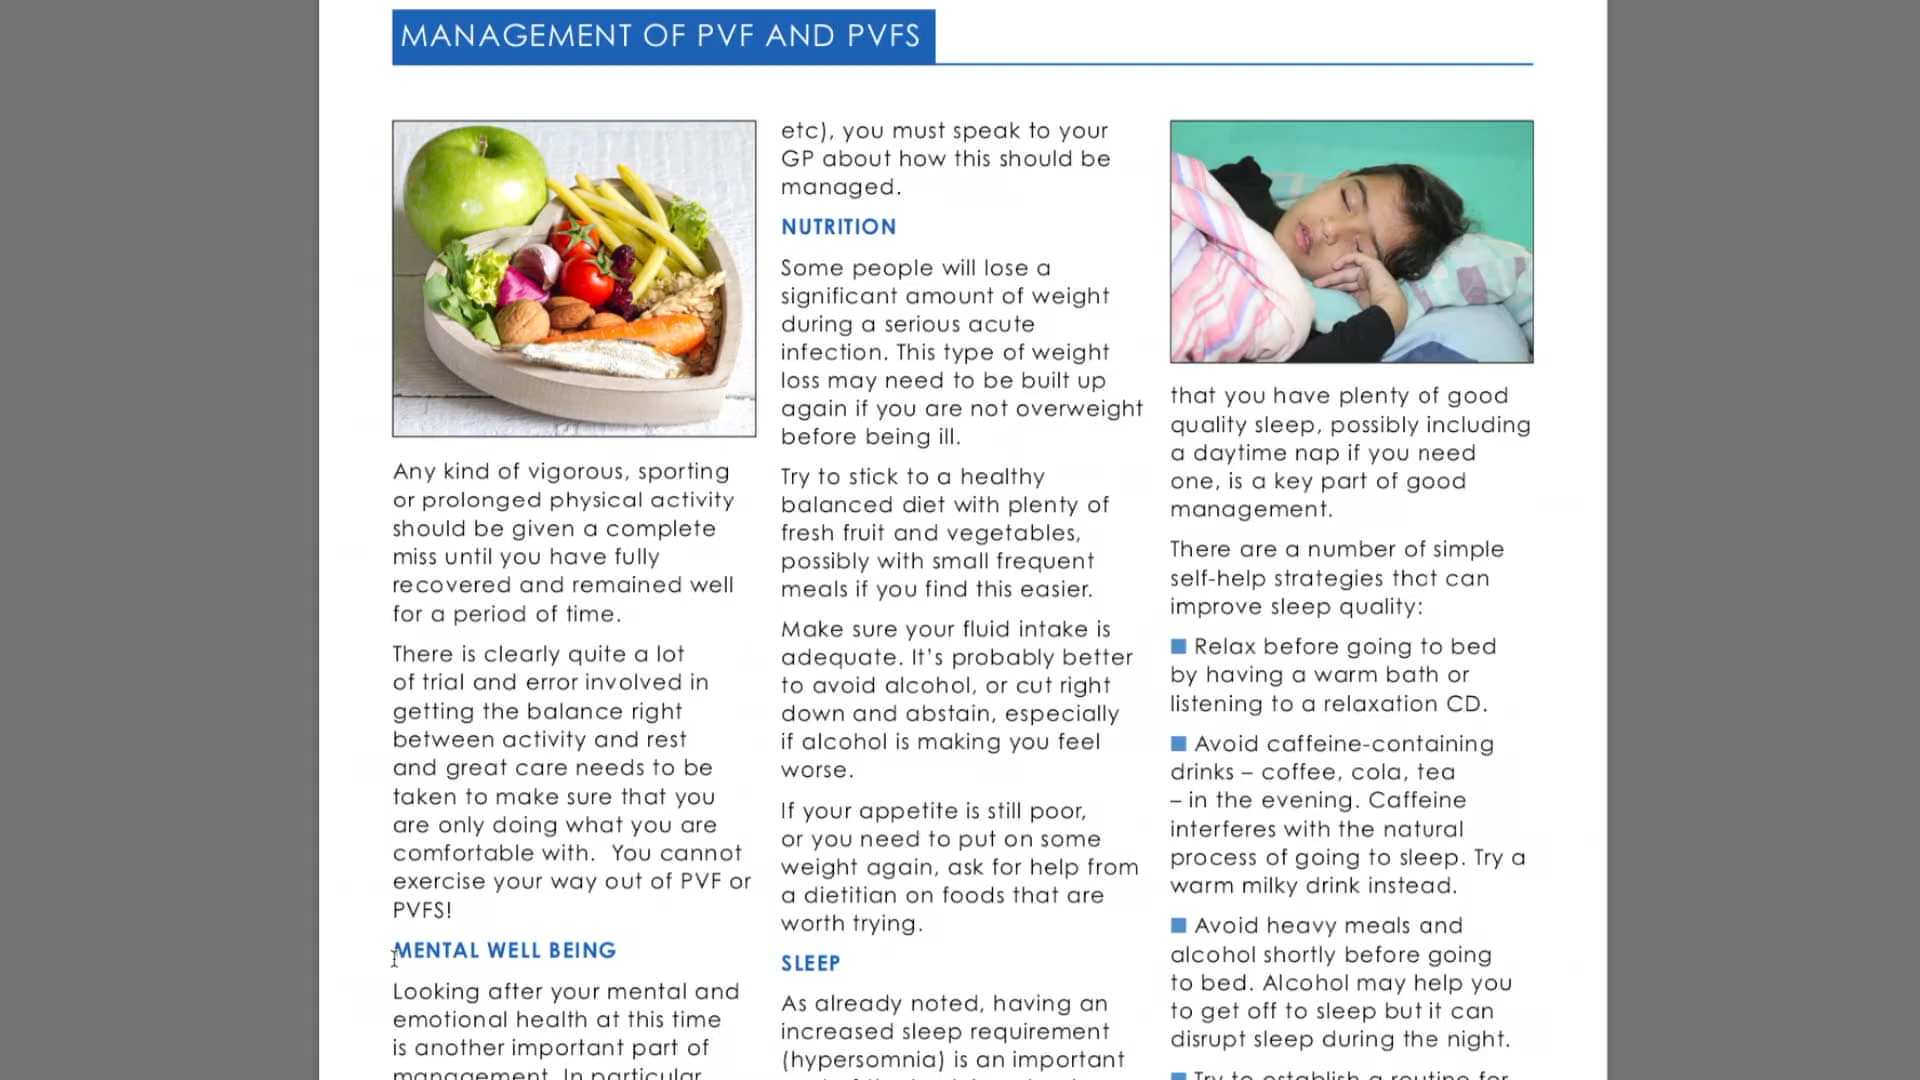 MANAGEMENT OF PVF AND PVFS
Any kind of vigorous, sporting
or prolonged physical activity
should be given a complete
miss until you have fully
recovered and remained well
for a period of time.
There is clearly quite a lot
of trial and error involved in
getting the balance right
between activity and rest
and great care needs to be
taken to make sure that you
are only doing what you are
comfortable with.  You cannot
exercise your way out of PVF or
PVFS!
MENTAL WELL BEING
Looking after your mental and
emotional health at this time
is another important part of
management. In particular
etc), you must speak to your
GP about how this should be
managed.
NUTRITION
Some people will lose a
significant amount of weight
during a serious acute
infection. This type of weight
loss may need to be built up
again if you are not overweight
before being ill.
Try to stick to a healthy
balanced diet with plenty of
fresh fruit and vegetables,
possibly with small frequent
meals if you find this easier.
Make sure your fluid intake is
adequate. It's probably better
to avoid alcohol, or cut right
down and abstain, especially
if alcohol is making you feel
worse.
If your appetite is still poor,
or you need to put on some
weight again, ask for help from
a dietitian on foods that are
worth trying.
SLEEP
As already noted, having an
increased sleep requirement
(hypersomnia) is an important
that you have plenty of good
quality sleep, possibly including
a daytime nap if you need
one, is a key part of good
management.
There are a number of simple
self-help strategies that can
improve sleep quality:
■ Relax before going to bed
by having a warm bath or
listening to a relaxation CD.
■ Avoid caffeine-containing
drinks – coffee, cola, tea
– in the evening. Caffeine
interferes with the natural
process of going to sleep. Try a
warm milky drink instead.
■ Avoid heavy meals and
alcohol shortly before going
to bed. Alcohol may help you
to get off to sleep but it can
disrupt sleep during the night.
■ Try to establish a routine for